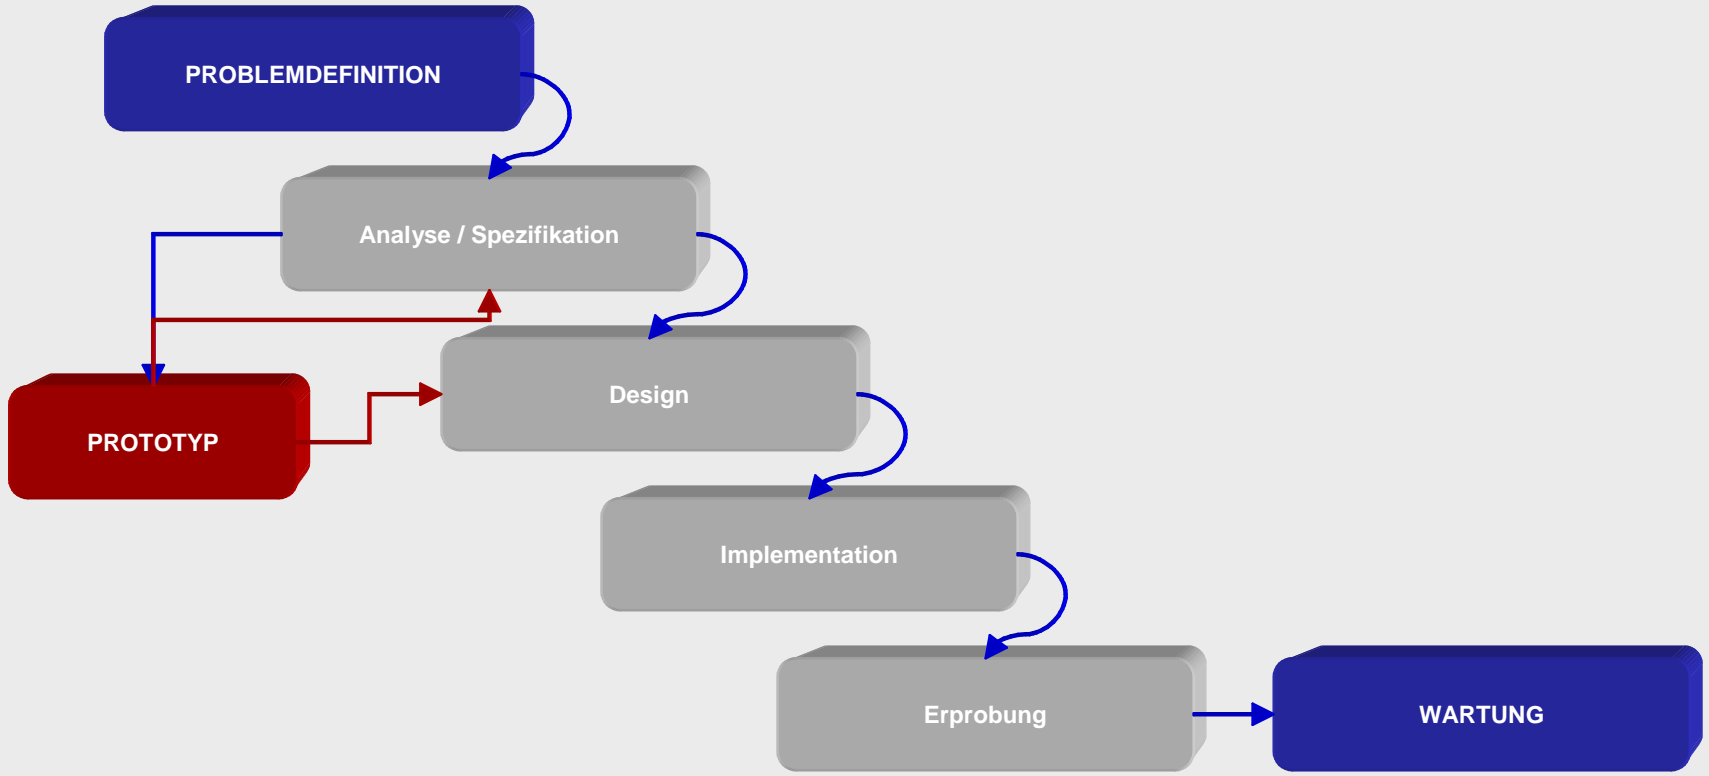 PROBLEMDEFINITION
Analyse / Spezifikation
Design
PROTOTYP
Implementation
Erprobung
WARTUNG